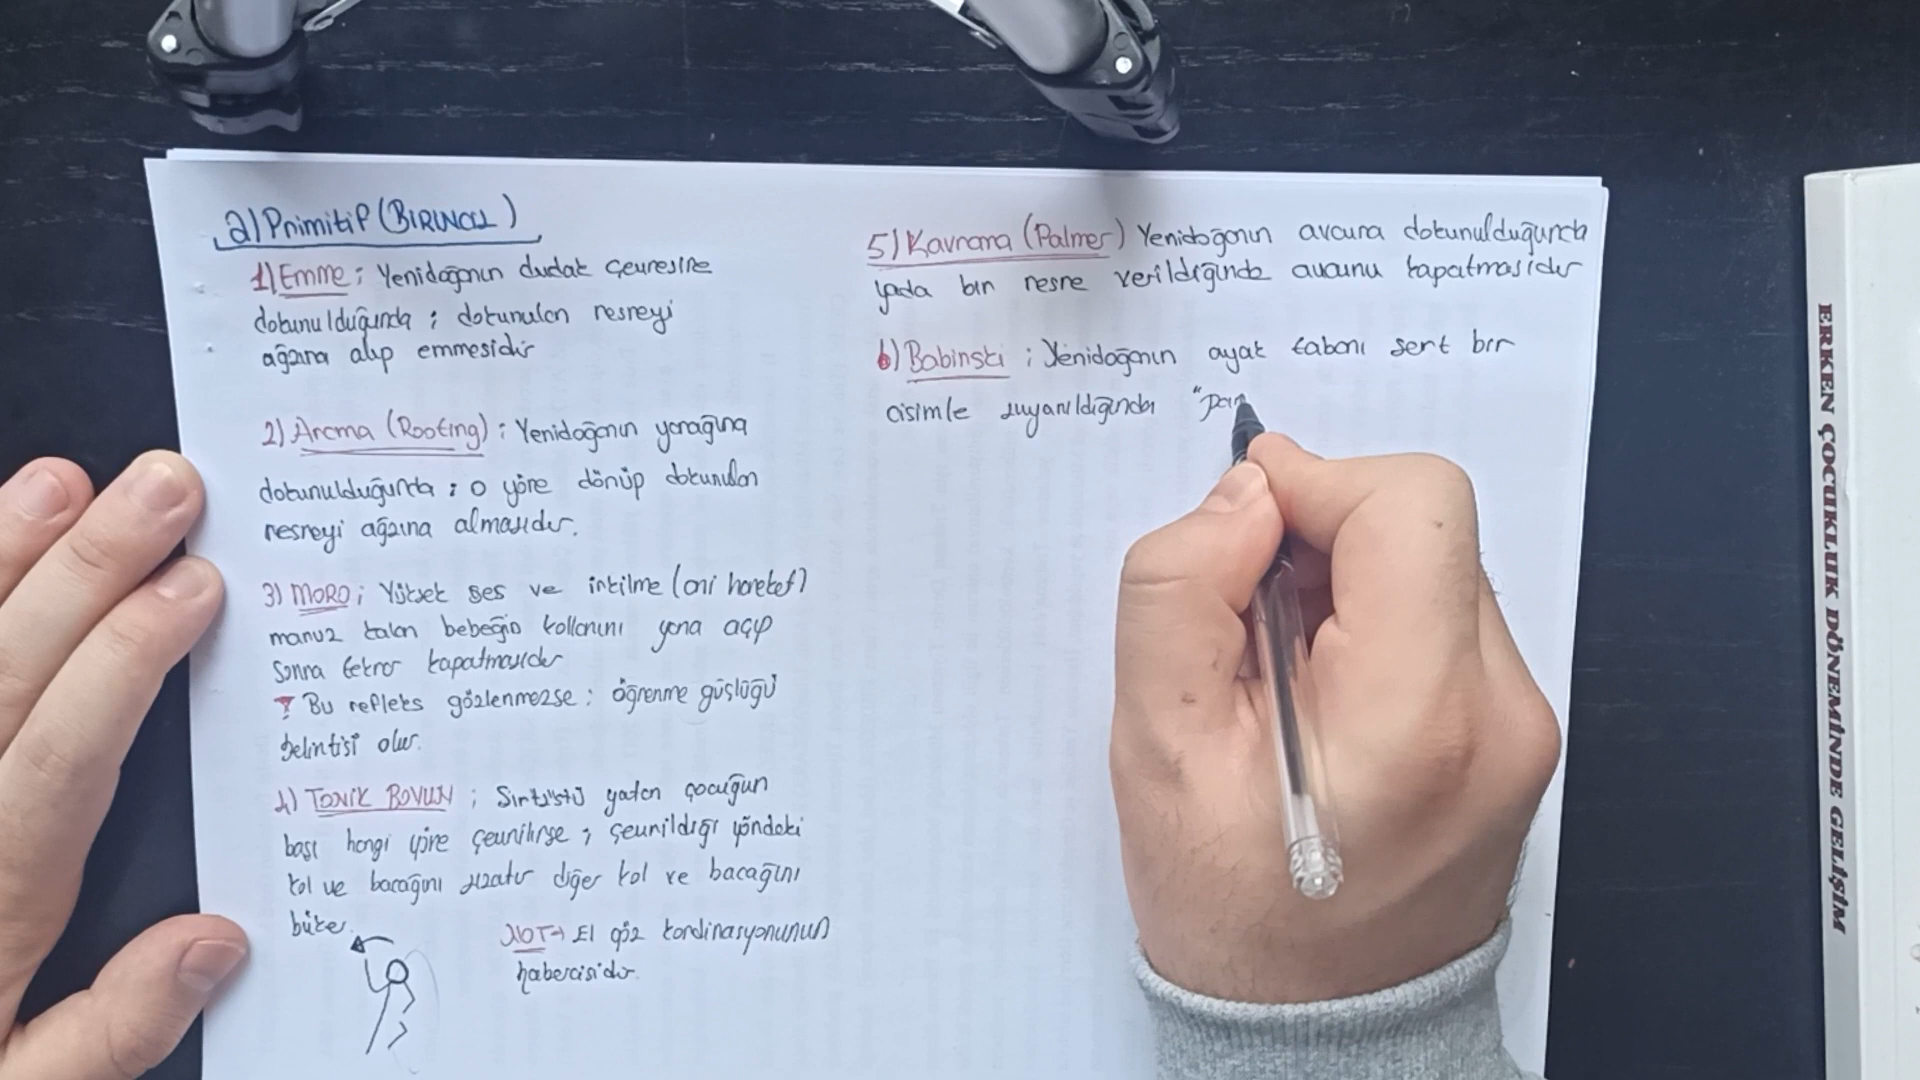 a) Primitif (BİRİNCİL)
1) Emme ; Yenidoğanın dudak çevresine
dokunulduğunda ; dokunulan nesneyi
ağzına alıp emmesidir
2) Arama (Rooting) ; Yenidoğanın yanağına
dokunulduğunda ; o yöne dönüp dokunulan
nesneyi ağzına almasıdır.
3) MORO ; Yüksek ses ve irkilme (ani hareket)
maruz kalan bebeğin kollarını yana açıp
sonra tekrar kapatmasıdır
! Bu refleks gözlenmezse ; öğrenme güçlüğü
belirtisi olur.
4) TONİK BOYUN ; Sırtüstü yatan çocuğun
başı hangi yöne çevrilirse ; çevrildiği yöndeki
kol ve bacağını uzatır diğer kol ve bacağını
büker.
NOT→ El göz kordinasyonunun
habercisidir.
5) Kavrama (Palmer) Yenidoğanın avcuna dokunulduğunda
yada bir nesne verildiğinde avucunu kapatmasıdır
6) Babinski ; Yenidoğanın ayak tabanı sert bir
cisimle uyarıldığında "par
ERKEN ÇOCUKLUK DÖNEMİNDE GELİŞİM